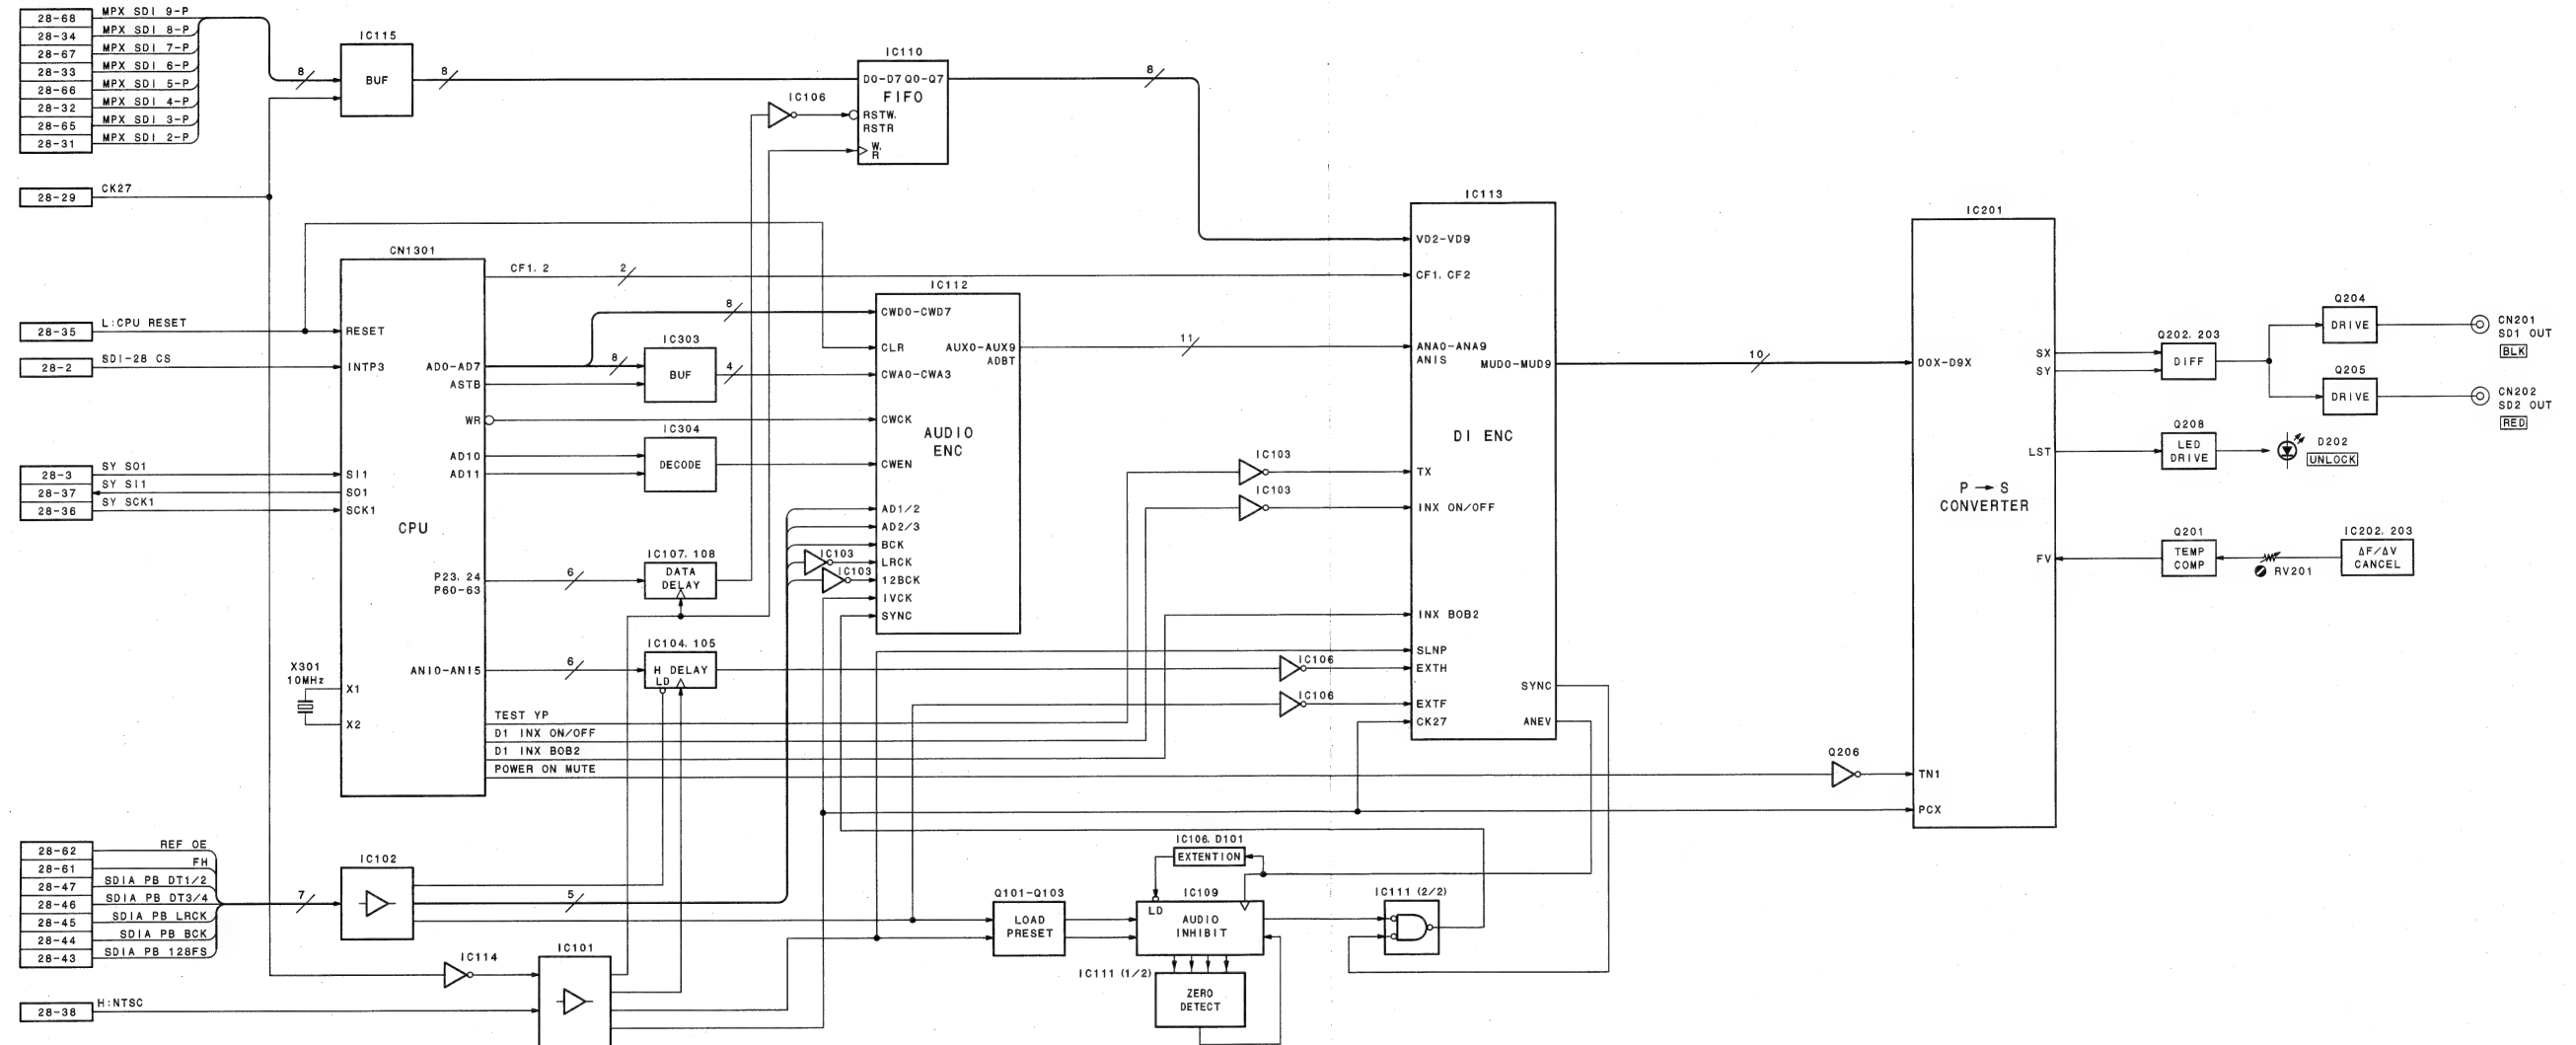 28-68 MPX SDI 9-P
28-34 MPX SDI 8-P
28-67 MPX SDI 7-P
28-33 MPX SDI 6-P
28-66 MPX SDI 5-P
28-32 MPX SDI 4-P
28-65 MPX SDI 3-P
28-31 MPX SDI 2-P
28-29 CK27
28-35 L:CPU RESET
28-2 SDI-28 CS
28-3 SY SO1
28-37 SY SI1
28-36 SY SCK1
28-62 REF OE
28-61 FH
28-47 SDIA PB DT1/2
28-46 SDIA PB DT3/4
28-45 SDIA PB LRCK
28-44 SDIA PB BCK
28-43 SDIA PB 128FS
28-38 H:NTSC
8
IC115
BUF
8
IC106
IC110
D0-D7 Q0-Q7
FIFO
RSTW.
RSTR
W.
R
8
CN1301
RESET
INTP3
SI1
SO1
SCK1
CPU
X301
10MHz
X1
X2
AD0-AD7
ASTB
WR
AD10
AD11
P23. 24
P60-63
ANI0-ANI5
CF1. 2
2
8
8
IC303
BUF
4
IC304
DECODE
6
IC107. 108
DATA
DELAY
6
IC104. 105
H DELAY
LD
TEST YP
D1 INX ON/OFF
D1 INX BOB2
POWER ON MUTE
7
IC102
5
IC114
IC101
IC103
IC103
IC112
CWD0-CWD7
CLR
CWA0-CWA3
CWCK
CWEN
AD1/2
AD2/3
BCK
LRCK
12BCK
IVCK
SYNC
AUX0-AUX9
ADBT
AUDIO
ENC
11
IC103
IC103
IC106
IC106
Q101-Q103
LOAD
PRESET
IC106. D101
EXTENTION
IC109
LD
AUDIO
INHIBIT
IC111 (1/2)
ZERO
DETECT
IC111 (2/2)
IC113
VD2-VD9
CF1. CF2
ANA0-ANA9
ANIS
MUD0-MUD9
DI ENC
TX
INX ON/OFF
INX BOB2
SLNP
EXTH
EXTF
CK27
SYNC
ANEV
10
Q206
IC201
D0X-D9X
P → S
CONVERTER
TN1
PCX
SX
SY
LST
FV
Q202. 203
DIFF
Q204
DRIVE
Q205
DRIVE
CN201
SD1 OUT
BLK
CN202
SD2 OUT
RED
Q208
LED
DRIVE
D202
UNLOCK
Q201
TEMP
COMP
RV201
IC202. 203
ΔF/ΔV
CANCEL